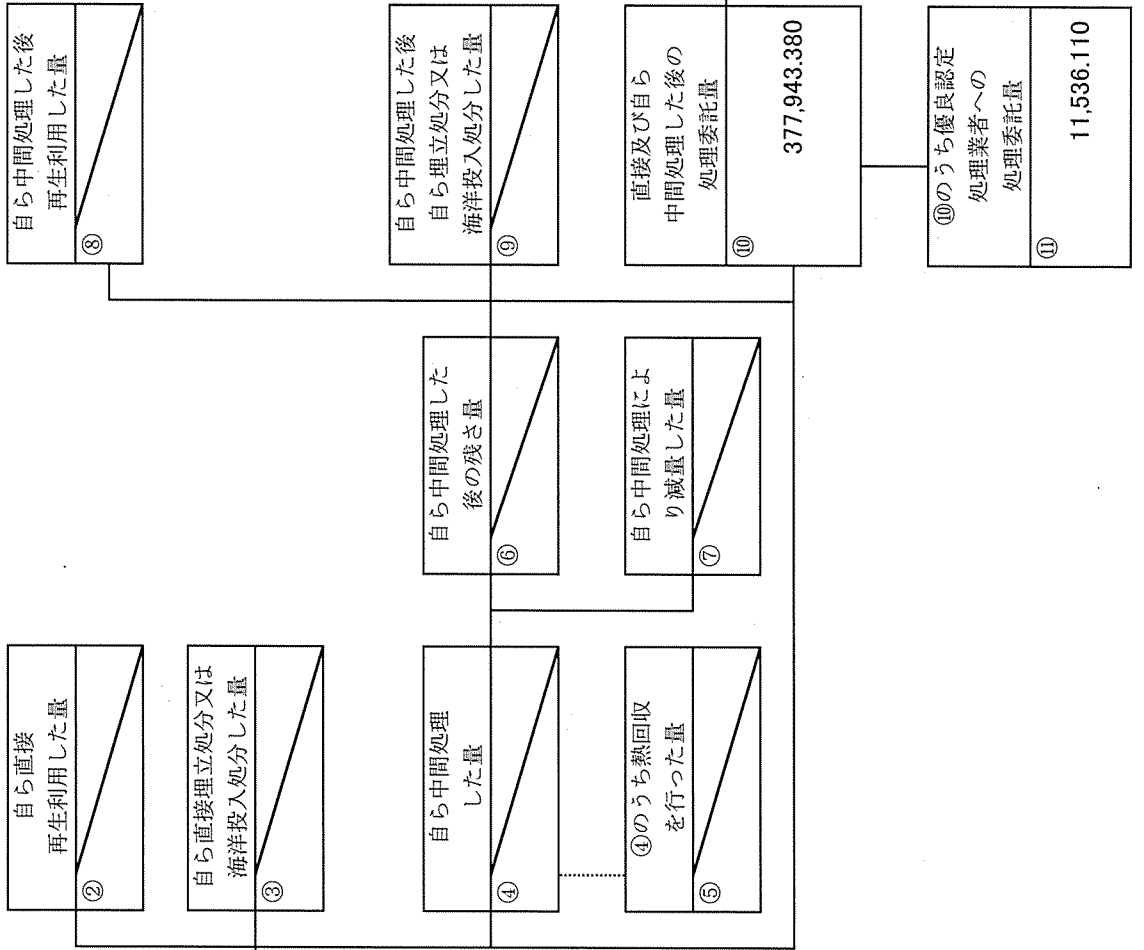 自ら直接
再生利用した量
②
自ら直接埋立処分又は
海洋投入処分した量
③
自ら中間処理
した量
④
④のうち熱回収
を行った量
⑤
自ら中間処理した
後の残さ量
⑥
自ら中間処理によ
り減量した量
⑦
自ら中間処理した後
再生利用した量
⑧
自ら中間処理した後
自ら埋立処分又は
海洋投入処分した量
⑨
直接及び自ら
中間処理した後の
処理委託量
⑩
377,943.380
⑩のうち優良認定
処理業者への
処理委託量
⑪
11,536.110